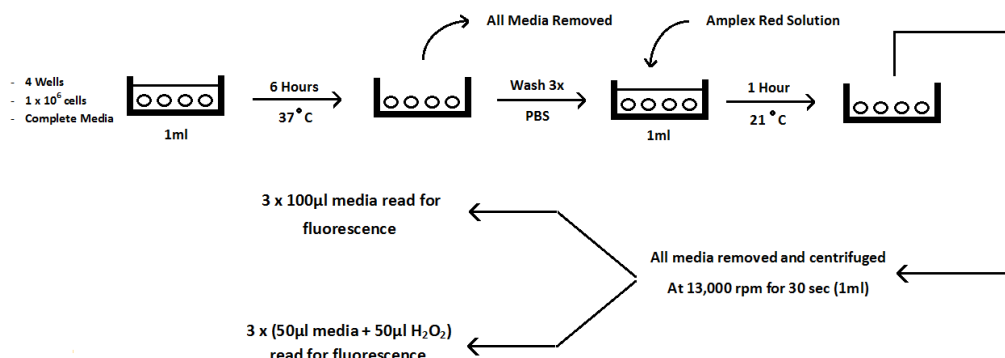 All Media Removed
Amplex Red Solution
- 4 Wells
- 1 x 10⁶ cells
- Complete Media
1ml
6 Hours
37°C
Wash 3x
PBS
1ml
1 Hour
21 °C
3 x 100µl media read for
fluorescence
All media removed and centrifuged
At 13,000 rpm for 30 sec (1ml)
3 x (50µl media + 50µl H₂O₂)
read for fluorescence